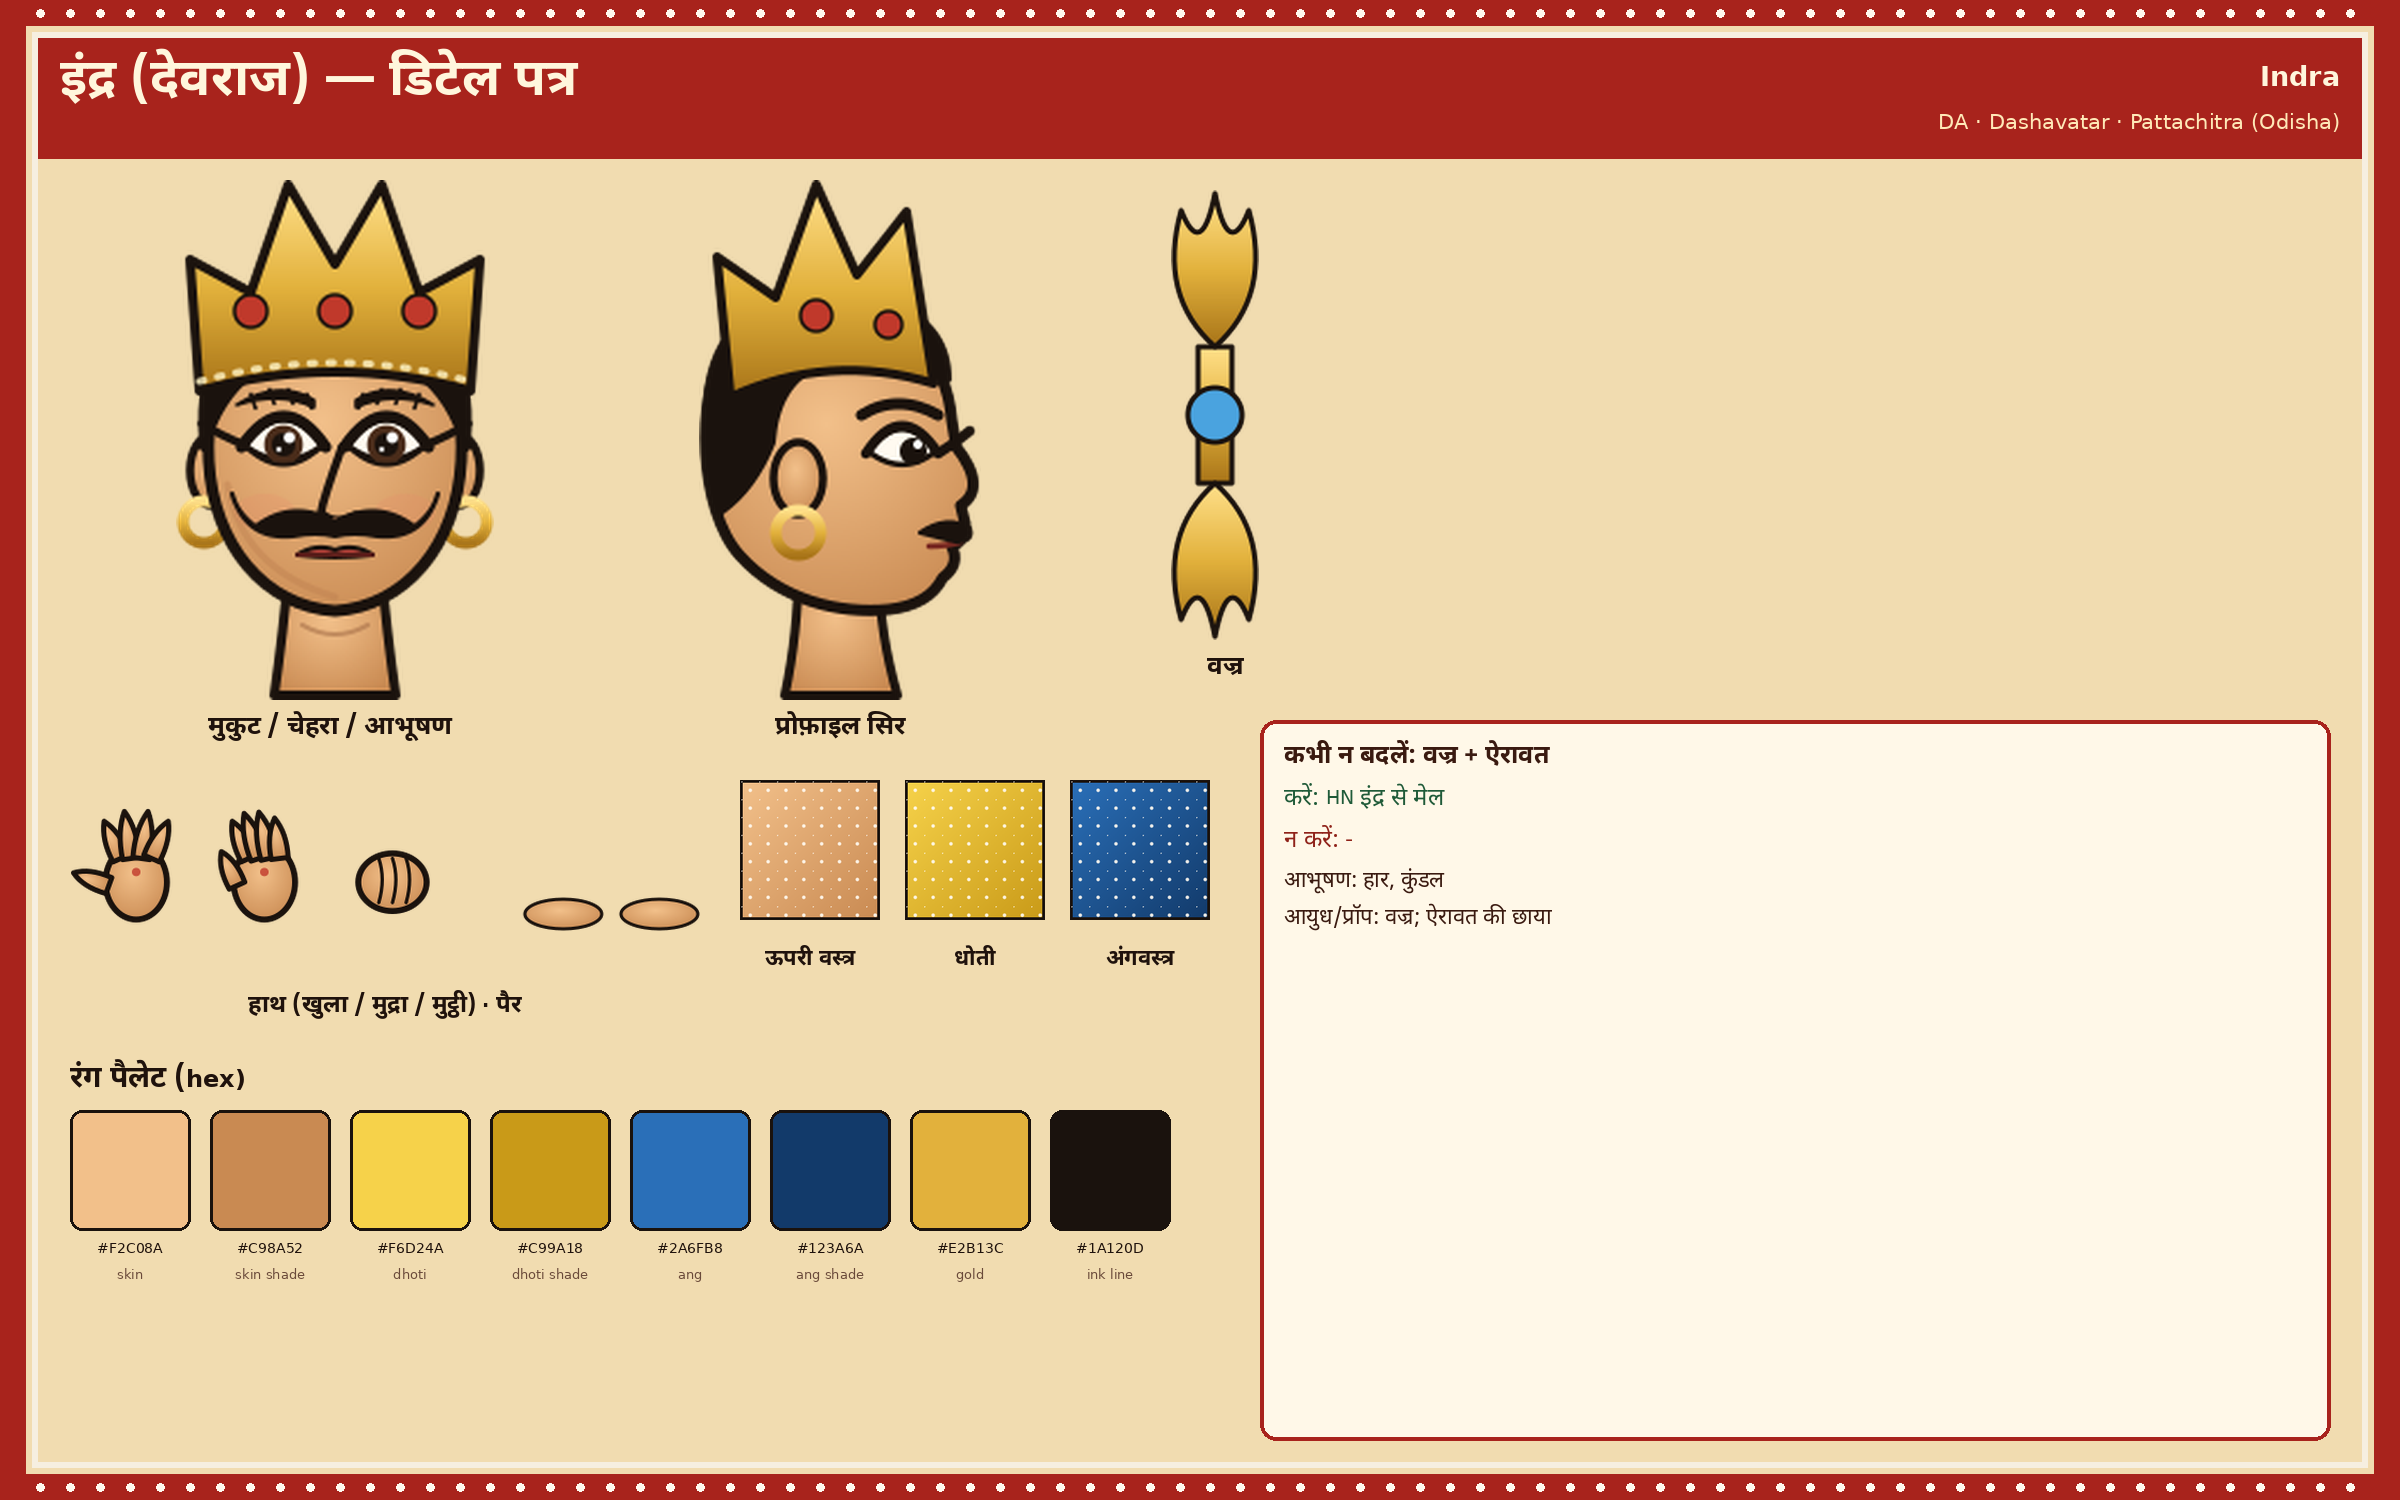 इंद्र (देवराज) — डिटेल पत्र
Indra
DA · Dashavatar · Pattachitra (Odisha)
वज्र
मुकुट / चेहरा / आभूषण
प्रोफ़ाइल सिर
कभी न बदलें: वज्र + ऐरावत
करें: HN इंद्र से मेल
न करें: -
आभूषण: हार, कुंडल
आयुध/प्रॉप: वज्र; ऐरावत की छाया
ऊपरी वस्त्र
धोती
अंगवस्त्र
हाथ (खुला / मुद्रा / मुट्ठी) · पैर
रंग पैलेट (hex)
#F2C08A #C98A52 #F6D24A #C99A18 #2A6FB8 #123A6A #E2B13C #1A120D
skin skin shade dhoti dhoti shade ang ang shade gold ink line